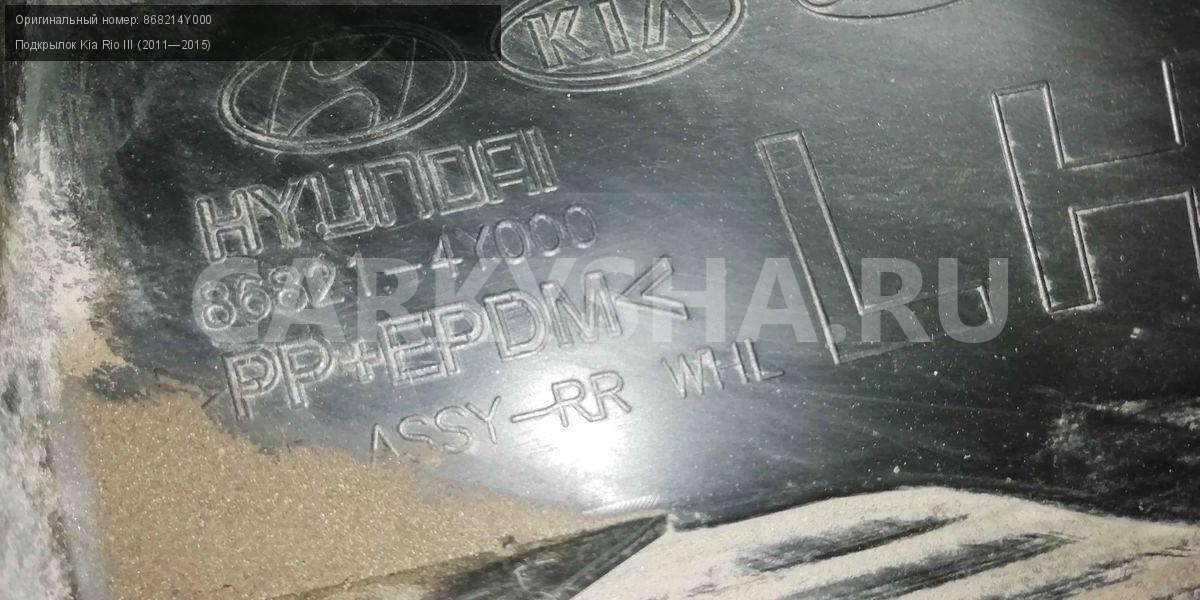 Оригинальный номер: 868214Y000
Подкрылок Kia Rio III (2011—2015)
KIA
HYUNDAI
86821-4Y000
>PP+EPDM<
ASSY-RR WHL
LH
CARKYSHA.RU